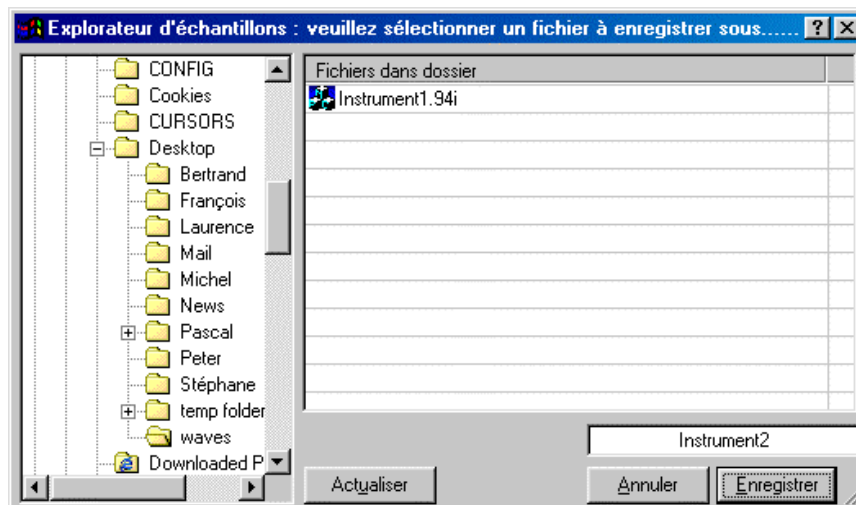 Explorateur d'échantillons : veuillez sélectionner un fichier à enregistrer sous......
CONFIG
Cookies
CURSORS
Desktop
Bertrand
François
Laurence
Mail
Michel
News
Pascal
Peter
Stéphane
temp folder
waves
Downloaded P
Fichiers dans dossier
Instrument1.94i
Instrument2
Actualiser
Annuler
Enregistrer